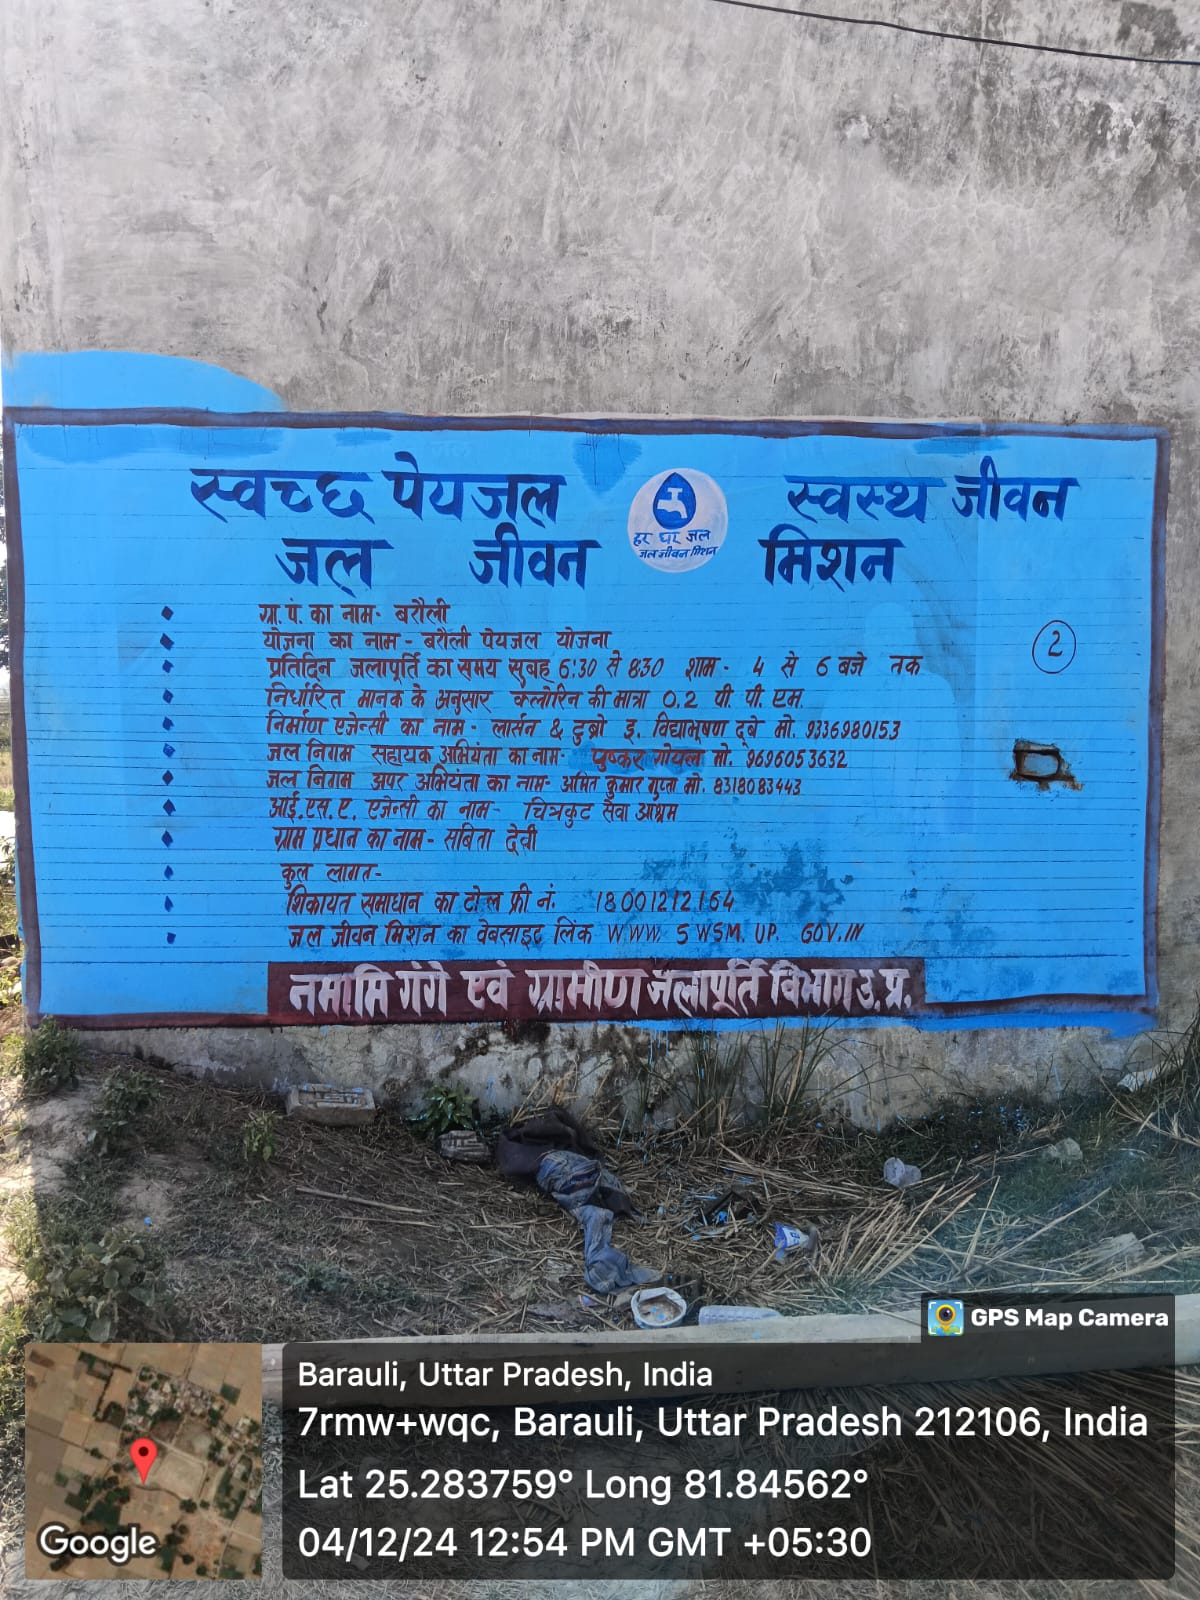 स्वच्छ पेयजल स्वस्थ जीवन
हर घर जल
जल जीवन मिशन
जल जीवन मिशन
ग्रा. पं. का नाम- बरौली
योजना का नाम - बरौली पेयजल योजना
प्रतिदिन जलापूर्ति का समय सुबह 6:30 से 8:30 शाम- 4 से 6 बजे तक
2
निर्धारित मानक के अनुसार क्लोरिन की मात्रा 0.2 पी पी एम.
निर्माण एजेन्सी का नाम- लार्सन & टुब्रो इ. विद्याभूषण दूबे मो. 9336980153
जल निगम सहायक अभियंता का नाम- पुष्कर गोयल मो. 9696053632
जल निगम अपर अभियंता का नाम- अमित कुमार गुप्ता मो. 8318083443
आई.एस.ए. एजेन्सी का नाम- चित्रकुट सेवा आश्रम
ग्राम प्रधान का नाम- सबिता देवी
कुल लागत-
शिकायत समाधान का टोल फ्री नं. 18001212164
जल जीवन मिशन का वेबसाइट लिंक WWW. SWSM. UP. GOV.IN
नमामि गंगे एवं ग्रामीण जलापूर्ति विभाग उ.प्र.
GPS Map Camera
Barauli, Uttar Pradesh, India
7rmw+wqc, Barauli, Uttar Pradesh 212106, India
Lat 25.283759° Long 81.84562°
04/12/24 12:54 PM GMT +05:30
Google